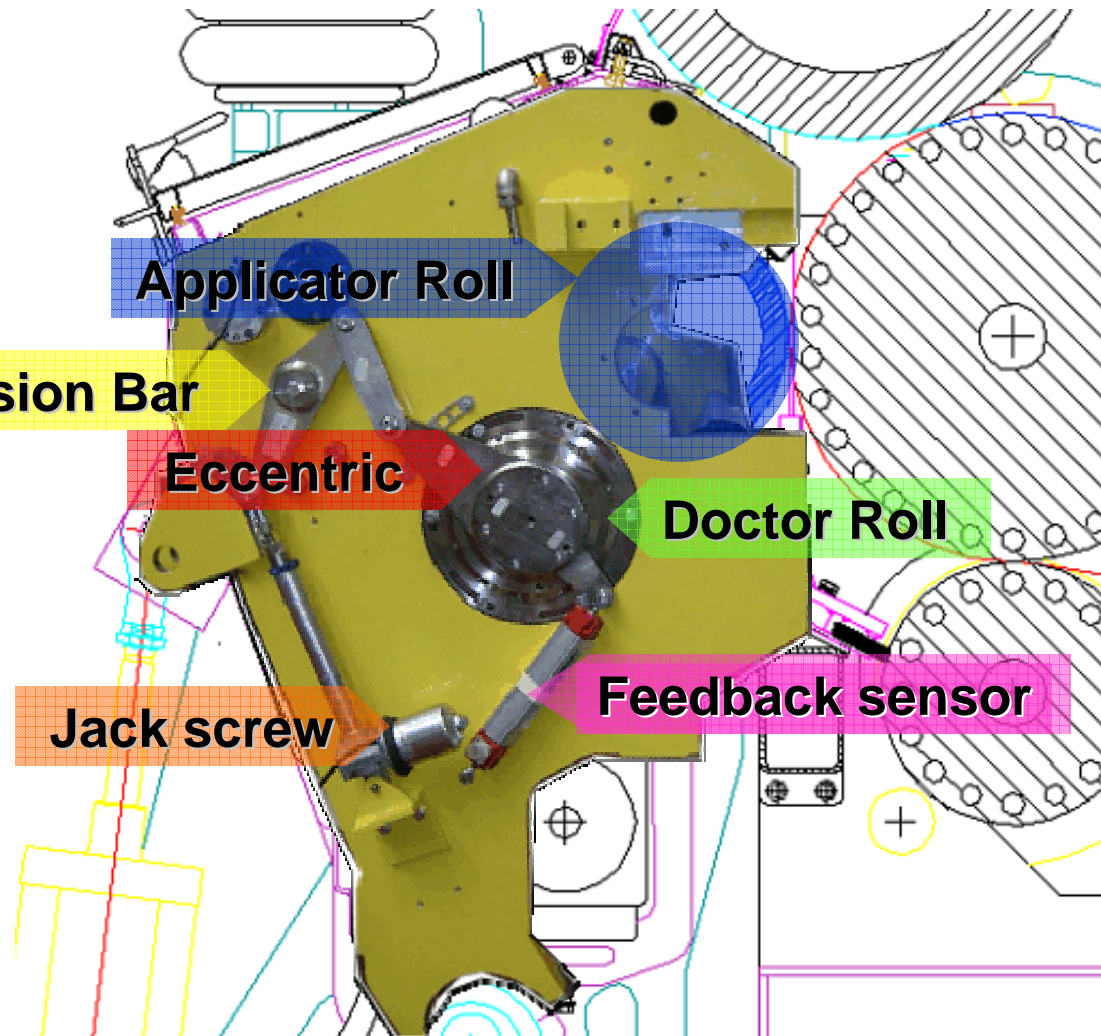 Applicator Roll
sion Bar
Eccentric
Doctor Roll
Feedback sensor
Jack screw